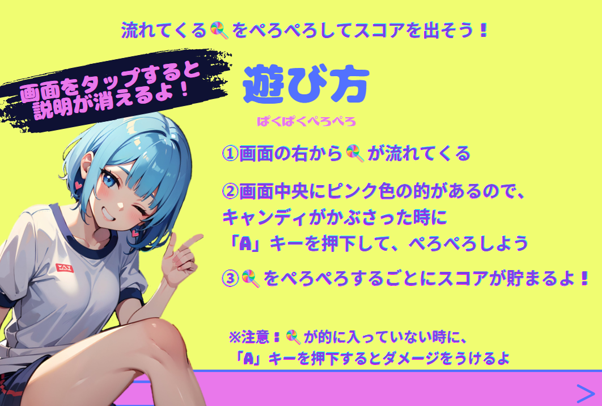 流れてくる🍭をぺろぺろしてスコアを出そう！
画面をタップすると
説明が消えるよ！
遊び方
ぱくぱくぺろぺろ
①画面の右から🍭が流れてくる
②画面中央にピンク色の的があるので、
キャンディがかぶさった時に
「A」キーを押下して、ぺろぺろしよう
③🍭をぺろぺろするごとにスコアが貯まるよ！
※注意：🍭が的に入っていない時に、
「A」キーを押下するとダメージをうけるよ
＞